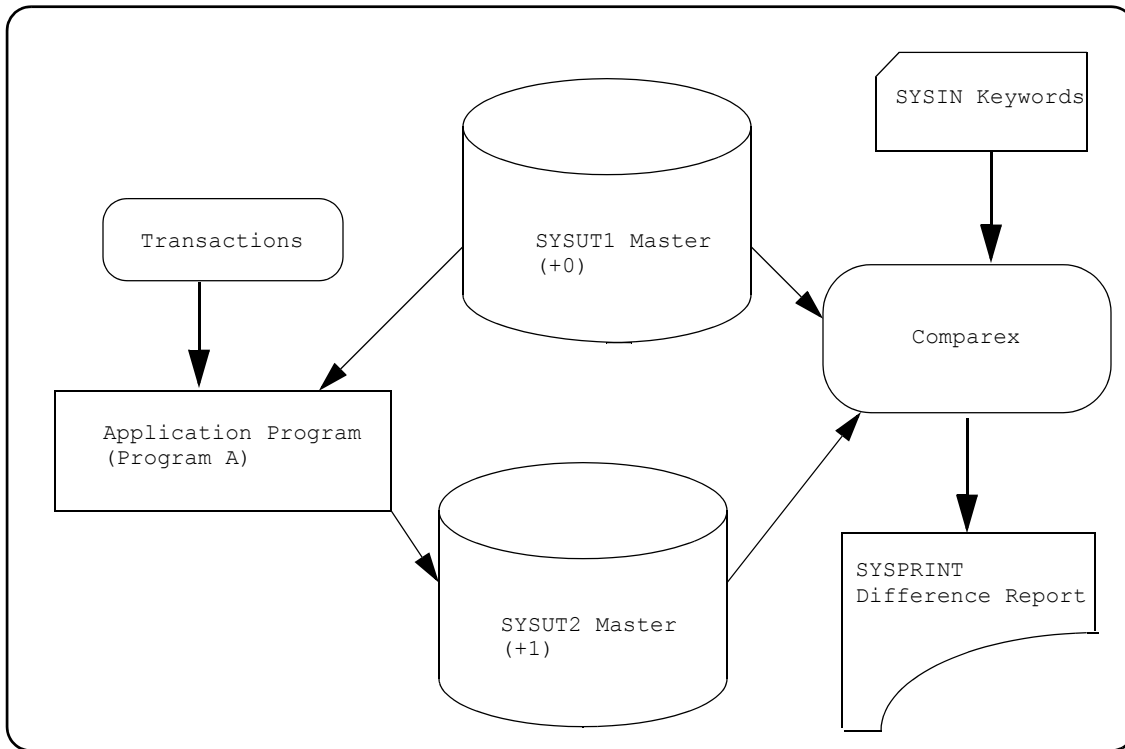 SYSIN Keywords
Transactions
SYSUT1 Master
(+0)
Comparex
Application Program
(Program A)
SYSPRINT
Difference Report
SYSUT2 Master
(+1)